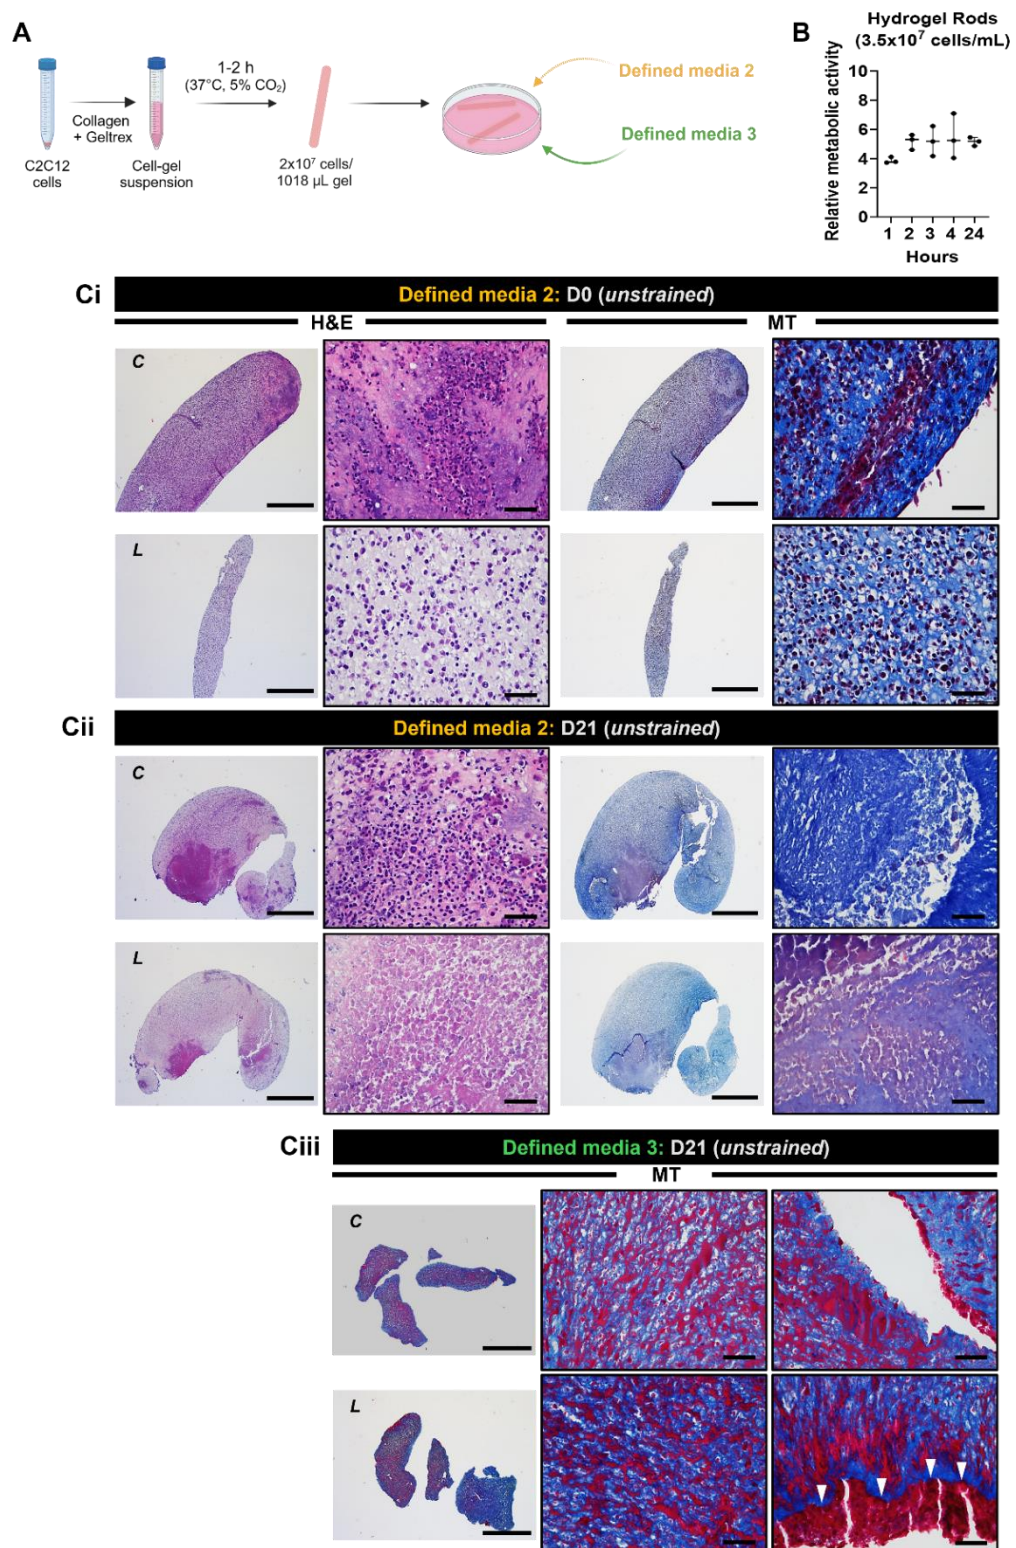 A
1-2 h
(37°C, 5% CO₂)
Collagen
+ Geltrex
C2C12
cells
Cell-gel
suspension
2x10⁷ cells/
1018 µL gel
Defined media 2
Defined media 3
B
Hydrogel Rods
(3.5x10⁷ cells/mL)
Relative metabolic activity
10
8
6
4
2
0
1 2 3 4 24
Hours
Ci
Defined media 2: D0 (unstrained)
H&E
MT
C
L
Cii
Defined media 2: D21 (unstrained)
C
L
Ciii
Defined media 3: D21 (unstrained)
MT
C
L